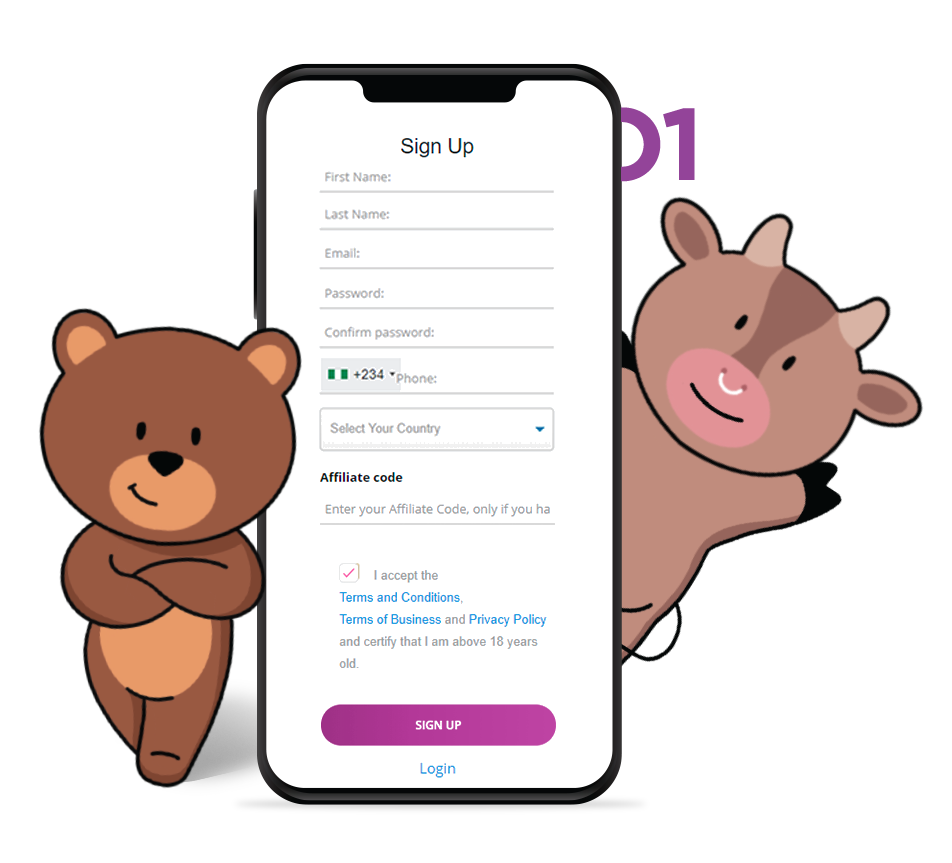 01
Sign Up
First Name:
Last Name:
Email:
Password:
Confirm password:
+234 Phone:
Select Your Country
Affiliate code
Enter your Affiliate Code, only if you ha
I accept the
Terms and Conditions,
Terms of Business and Privacy Policy
and certify that I am above 18 years
old.
SIGN UP
Login